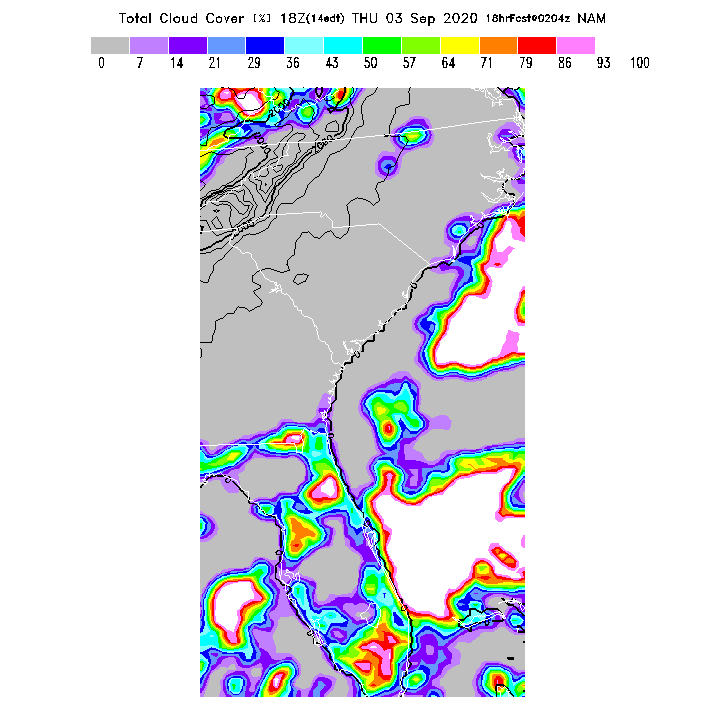 Total Cloud Cover [%] 18Z(14edt) THU 03 Sep 2020 18hrFcst@0204z NAM
0 7 14 21 29 36 43 50 57 64 71 79 86 93 100
T